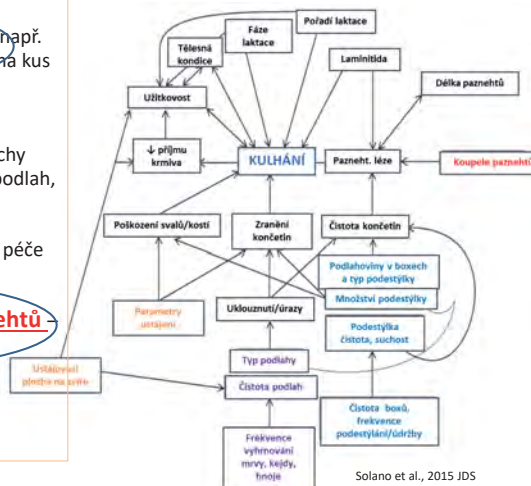 např.
na kus
chy
podlah,
péče
ehtů
Pořadí laktace
Fáze
laktace
Tělesná
kondice
Laminitida
Délka paznehtů
Užitkovost
↓ příjmu
krmiva
KULHÁNÍ
Pazneht. léze
Koupele paznehtů
Poškození svalů/kostí
Zranění
končetin
Čistota končetin
Podlahoviny v boxech
a typ podestýlky
Množství podestýlky
Parametry
ustájení
Uklouznutí/úrazy
Podestýlka
čistota, suchost
Typ podlahy
Ustájovací
plocha na zvíře
Čistota podlah
Čistota boxů,
frekvence
podestýlání/údržby
Frekvence
vyhrnování
mrvy, kejdy,
hnoje
Solano et al., 2015 JDS